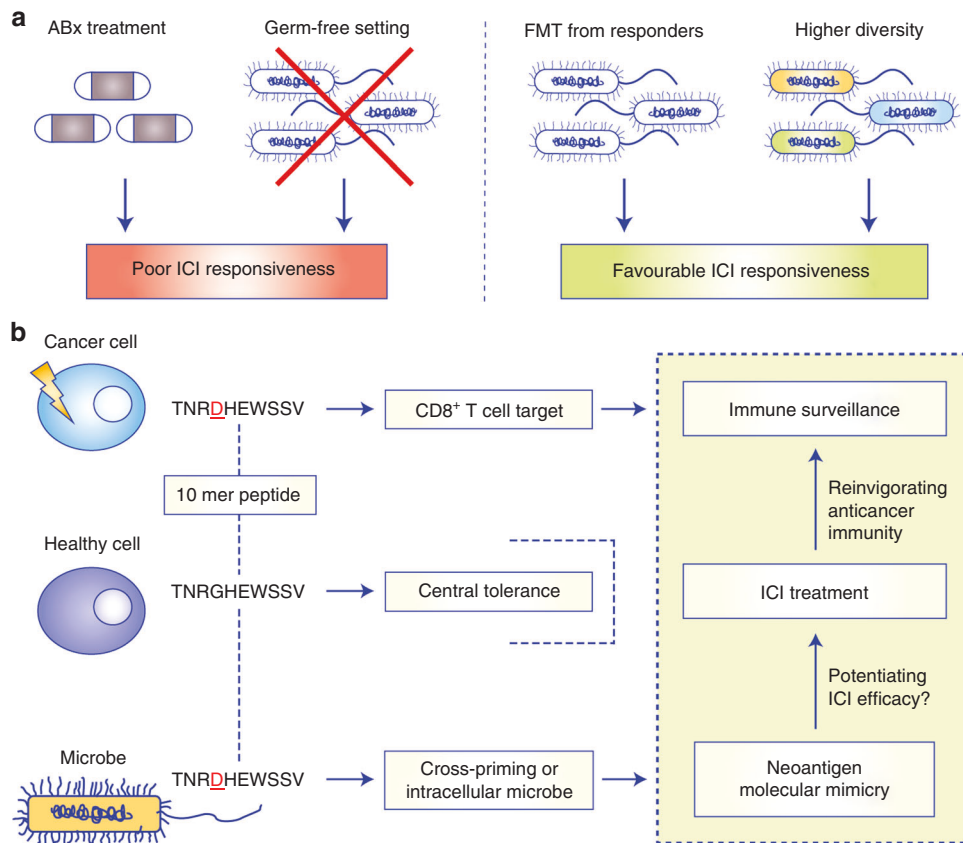 a
ABx treatment
Germ-free setting
FMT from responders
Higher diversity
Poor ICI responsiveness
Favourable ICI responsiveness
b
Cancer cell
TNRDHEWSSV
CD8⁺ T cell target
Immune surveillance
10 mer peptide
Reinvigorating
anticancer
immunity
Healthy cell
TNRGHEWSSV
Central tolerance
ICI treatment
Potentiating
ICI efficacy?
Microbe
TNRDHEWSSV
Cross-priming or
intracellular microbe
Neoantigen
molecular mimicry